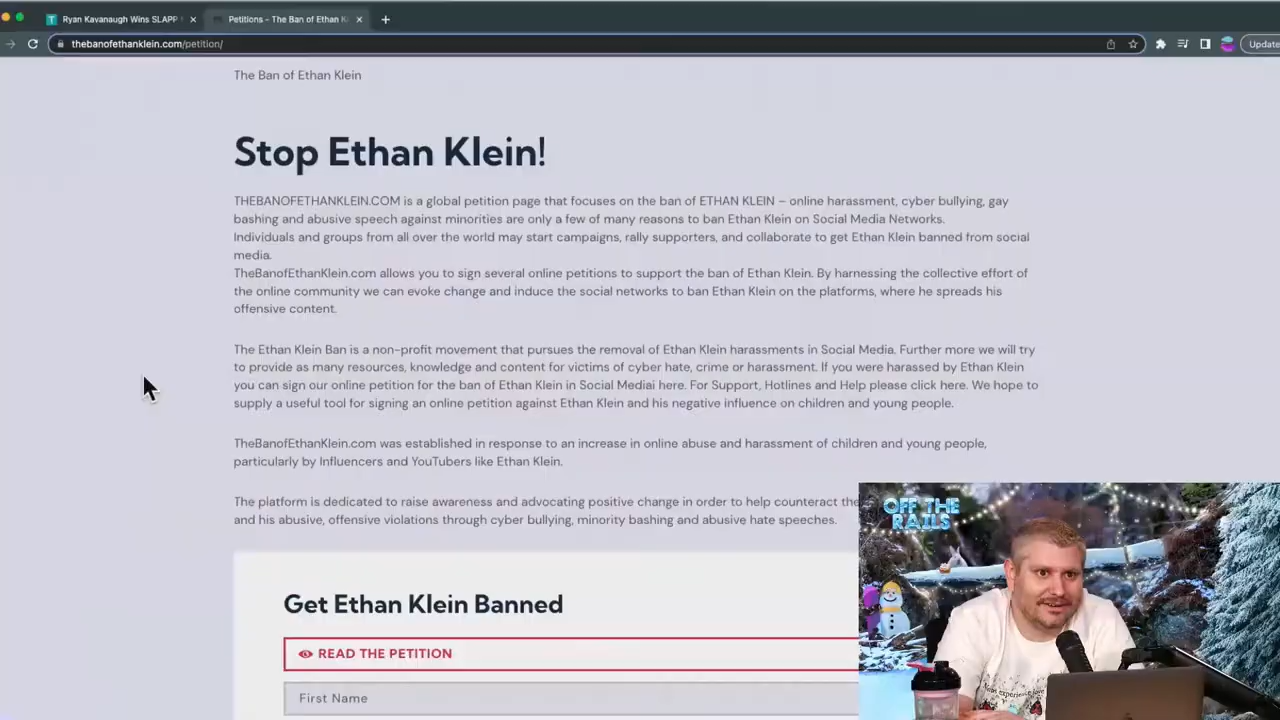 Ryan Kavanaugh Wins SLAPP
Petitions - The Ban of Ethan K
thebanofethanklein.com/petition/
Update
The Ban of Ethan Klein
Stop Ethan Klein!
THEBANOFETHANKLEIN.COM is a global petition page that focuses on the ban of ETHAN KLEIN – online harassment, cyber bullying, gay
bashing and abusive speech against minorities are only a few of many reasons to ban Ethan Klein on Social Media Networks.
Individuals and groups from all over the world may start campaigns, rally supporters, and collaborate to get Ethan Klein banned from social
media.
TheBanofEthanKlein.com allows you to sign several online petitions to support the ban of Ethan Klein. By harnessing the collective effort of
the online community we can evoke change and induce the social networks to ban Ethan Klein on the platforms, where he spreads his
offensive content.
The Ethan Klein Ban is a non-profit movement that pursues the removal of Ethan Klein harassments in Social Media. Further more we will try
to provide as many resources, knowledge and content for victims of cyber hate, crime or harassment. If you were harassed by Ethan Klein
you can sign our online petition for the ban of Ethan Klein in Social Mediai here. For Support, Hotlines and Help please click here. We hope to
supply a useful tool for signing an online petition against Ethan Klein and his negative influence on children and young people.
TheBanofEthanKlein.com was established in response to an increase in online abuse and harassment of children and young people,
particularly by Influencers and YouTubers like Ethan Klein.
The platform is dedicated to raise awareness and advocating positive change in order to help counteract the
and his abusive, offensive violations through cyber bullying, minority bashing and abusive hate speeches.
OFF THE
RAILS
Get Ethan Klein Banned
READ THE PETITION
First Name